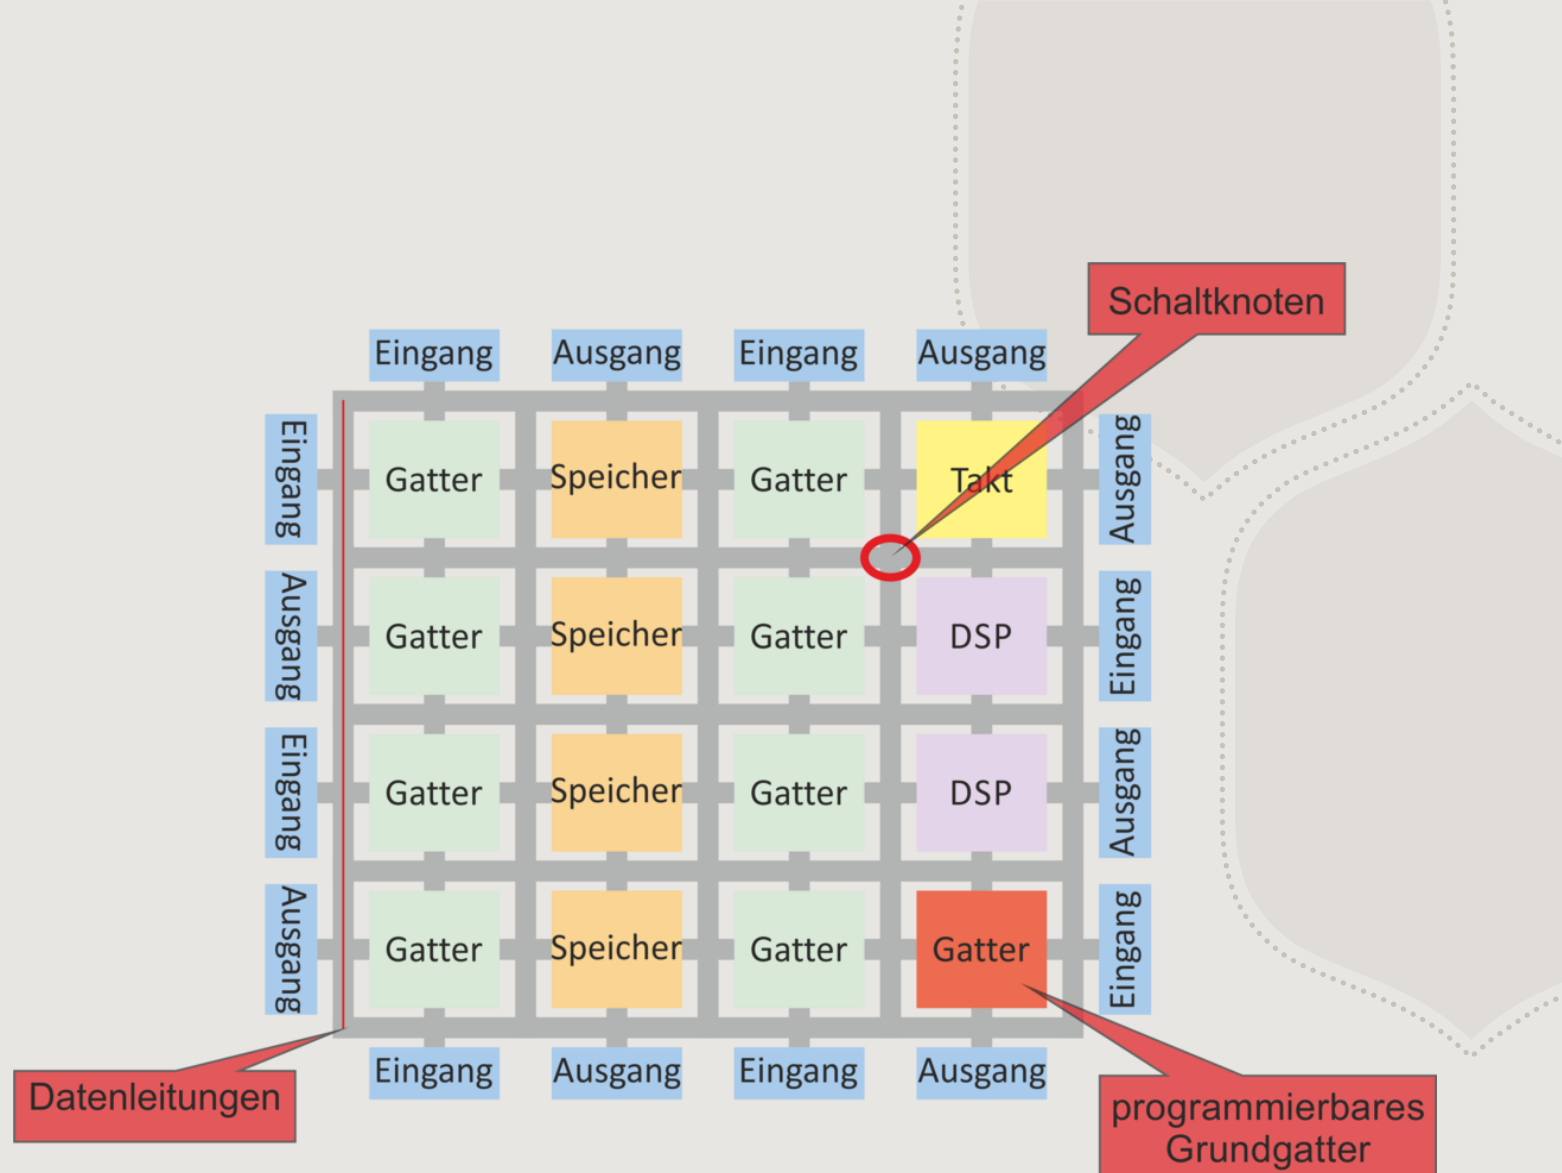 Schaltknoten
Eingang
Ausgang
Eingang
Ausgang
Eingang
Gatter
Speicher
Gatter
Takt
Ausgang
Ausgang
Gatter
Speicher
Gatter
DSP
Eingang
Eingang
Gatter
Speicher
Gatter
DSP
Ausgang
Ausgang
Gatter
Speicher
Gatter
Gatter
Eingang
Eingang
Ausgang
Eingang
Ausgang
Datenleitungen
programmierbares
Grundgatter